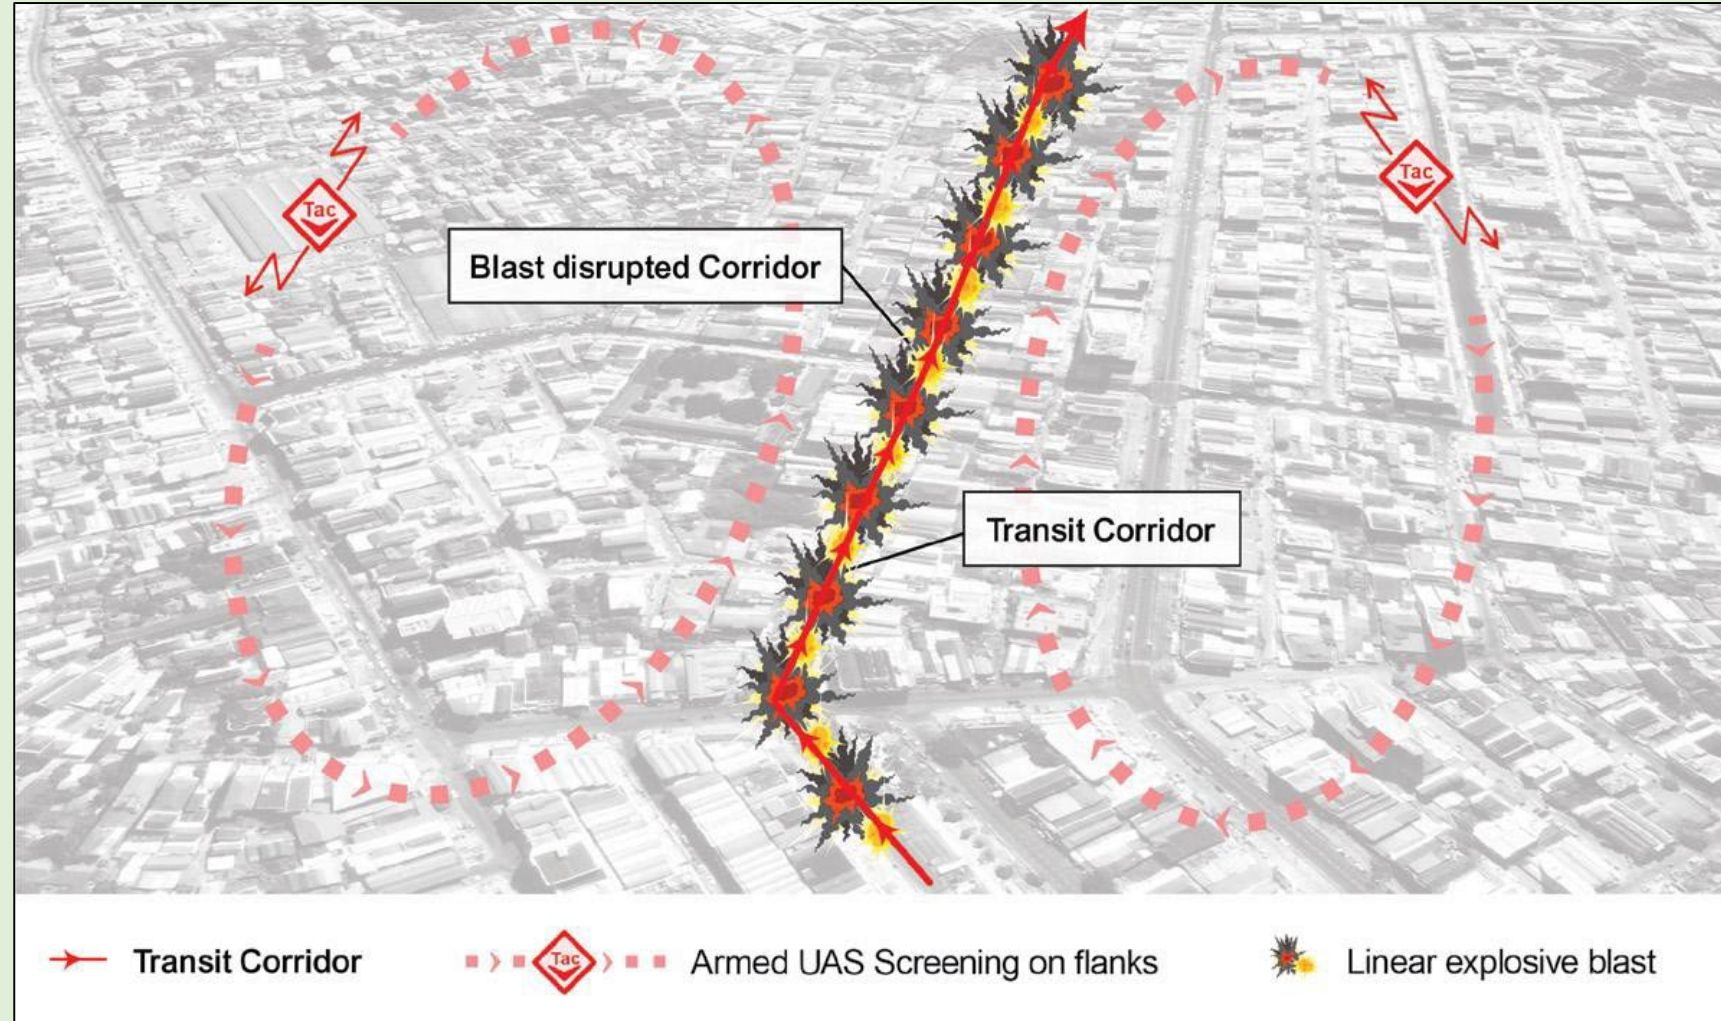 Tac
Tac
Blast disrupted Corridor
Transit Corridor
Transit Corridor
Tac
Armed UAS Screening on flanks
Linear explosive blast